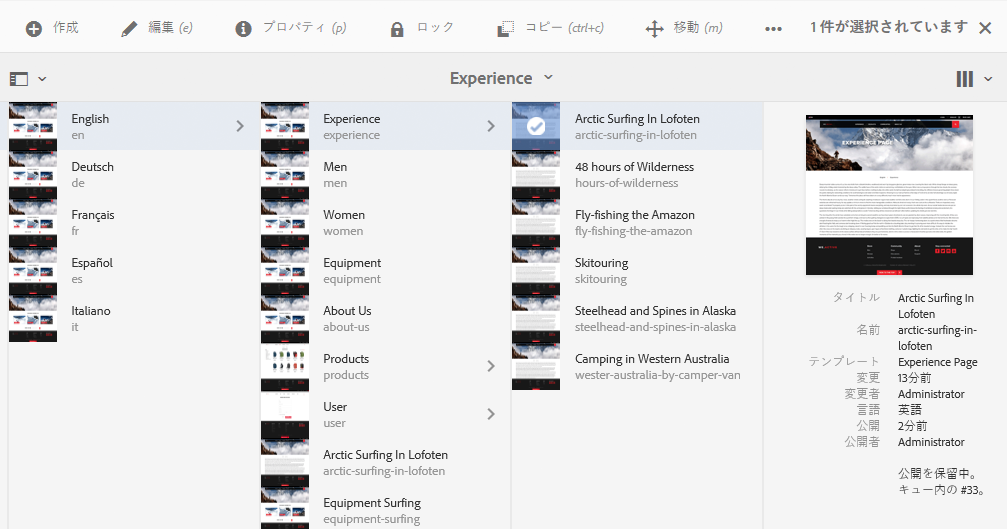 作成 編集 (e) プロパティ (p) ロック コピー (ctrl+c) 移動 (m) 1 件が選択されています
Experience
English
en
Deutsch
de
Français
fr
Español
es
Italiano
it
Experience
experience
Men
men
Women
women
Equipment
equipment
About Us
about-us
Products
products
User
user
Arctic Surfing In Lofoten
arctic-surfing-in-lofoten
Equipment Surfing
equipment-surfing
Arctic Surfing In Lofoten
arctic-surfing-in-lofoten
48 hours of Wilderness
hours-of-wilderness
Fly-fishing the Amazon
fly-fishing-the-amazon
Skitouring
skitouring
Steelhead and Spines in Alaska
steelhead-and-spines-in-alaska
Camping in Western Australia
wester-australia-by-camper-van
EXPERIENCE PAGE
タイトル Arctic Surfing In
Lofoten
名前 arctic-surfing-in-
lofoten
テンプレート Experience Page
変更 13分前
変更者 Administrator
言語 英語
公開 2分前
公開者 Administrator
公開を保留中。
キュー内の #33。